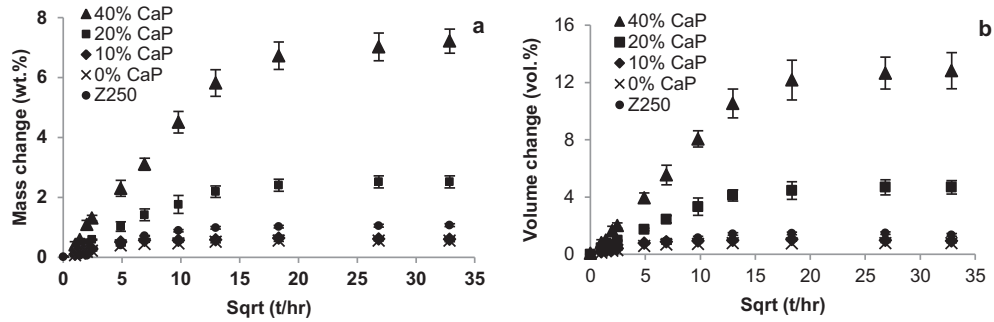 a
40% CaP
20% CaP
10% CaP
0% CaP
Z250
Mass change (wt.%)
8
6
4
2
0
0 5 10 15 20 25 30 35
Sqrt (t/hr)
b
40% CaP
20% CaP
10% CaP
0% CaP
Z250
Volume change (vol.%)
16
12
8
4
0
0 5 10 15 20 25 30 35
Sqrt (t/hr)